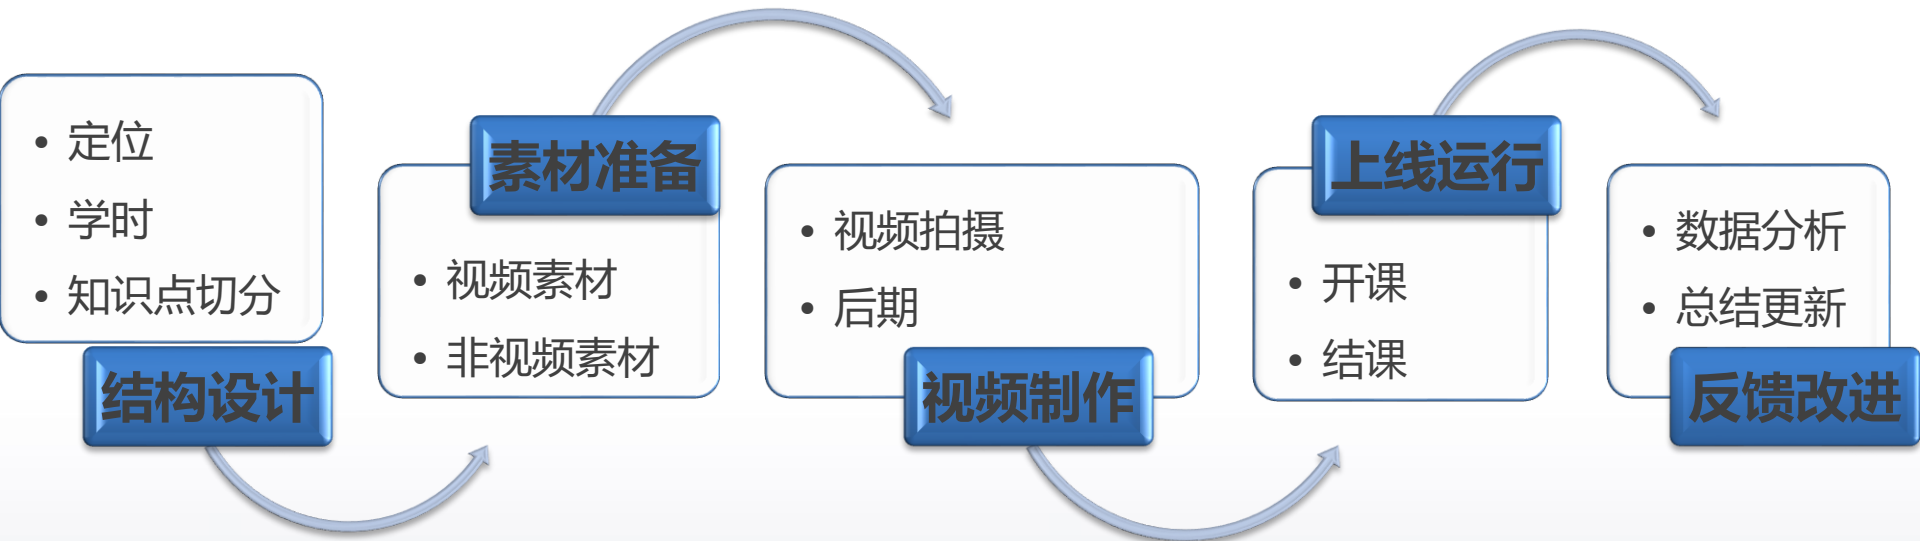 定位
学时
知识点切分
结构设计
素材准备
视频素材
非视频素材
视频拍摄
后期
视频制作
上线运行
开课
结课
数据分析
总结更新
反馈改进